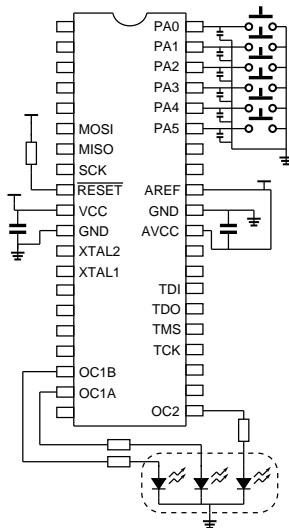 PA0
PA1
PA2
PA3
PA4
PA5
MOSI
MISO
SCK
RESET
VCC
GND
XTAL2
XTAL1
AREF
GND
AVCC
TDI
TDO
TMS
TCK
OC1B
OC1A
OC2